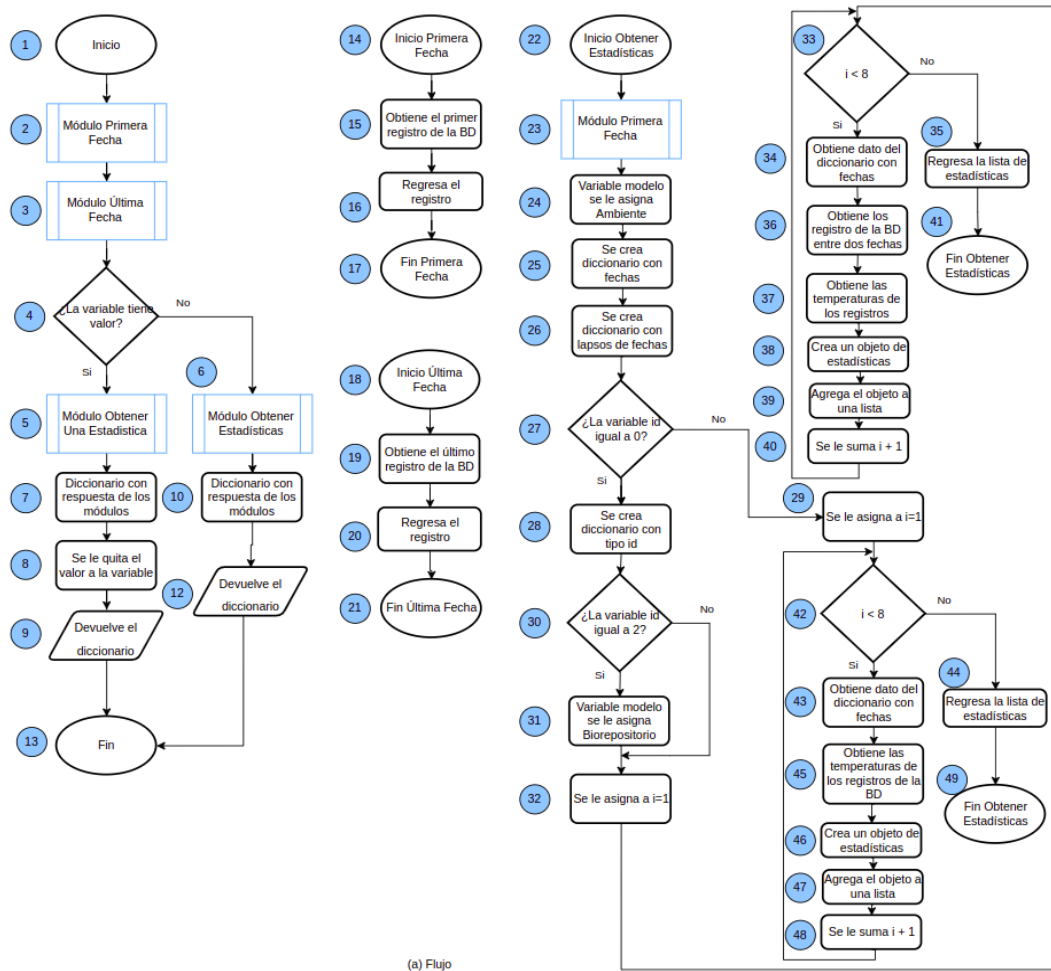 1
Inicio
2
Módulo Primera
Fecha
3
Módulo Última
Fecha
4
¿La variable tiene
valor?
No
Si
6
5
Módulo Obtener
Una Estadistica
Módulo Obtener
Estadísticas
7
Diccionario con
respuesta de los
módulos
10
Diccionario con
respuesta de los
módulos
8
Se le quita el
valor a la variable
12
Devuelve el
diccionario
9
Devuelve el
diccionario
13
Fin
14
Inicio Primera
Fecha
15
Obtiene el primer
registro de la BD
16
Regresa el
registro
17
Fin Primera
Fecha
18
Inicio Última
Fecha
19
Obtiene el último
registro de la BD
20
Regresa el
registro
21
Fin Última Fecha
22
Inicio Obtener
Estadísticas
23
Módulo Primera
Fecha
24
Variable modelo
se le asigna
Ambiente
25
Se crea
diccionario con
fechas
26
Se crea
diccionario con
lapsos de fechas
27
¿La variable id
igual a 0?
No
Si
28
Se crea
diccionario con
tipo id
30
¿La variable id
igual a 2?
No
Si
31
Variable modelo
se le asigna
Biorepositorio
32
Se le asigna a i=1
33
i < 8
No
Si
34
Obtiene dato del
diccionario con
fechas
35
Regresa la lista de
estadísticas
36
Obtiene los
registro de la BD
entre dos fechas
41
Fin Obtener
Estadísticas
37
Obtiene las
temperaturas de
los registros
38
Crea un objeto de
estadísticas
39
Agrega el objeto a
una lista
40
Se le suma i + 1
29
Se le asigna a i=1
42
i < 8
No
Si
43
Obtiene dato del
diccionario con
fechas
44
Regresa la lista de
estadísticas
45
Obtiene las
temperaturas de
los registros de la
BD
49
Fin Obtener
Estadísticas
46
Crea un objeto de
estadísticas
47
Agrega el objeto a
una lista
48
Se le suma i + 1
(a) Flujo